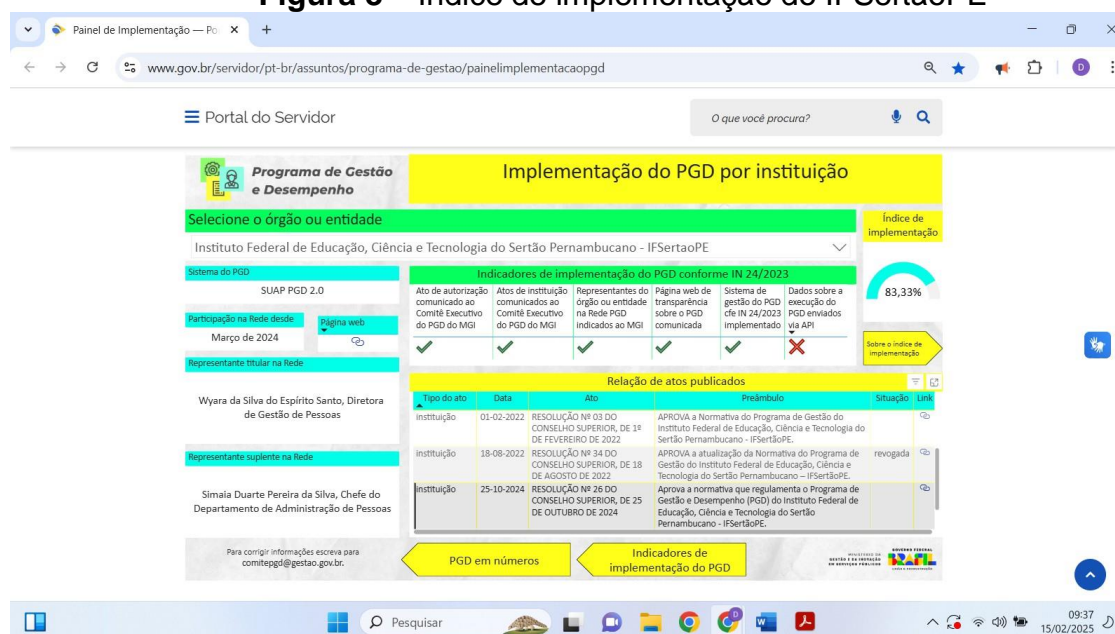 Figura 3 – Índice de implementação do IFSertãoPE
Painel de Implementação — Po
www.gov.br/servidor/pt-br/assuntos/programa-de-gestao/painelimplementacaopgd
D
Portal do Servidor
O que você procura?
Programa de Gestão
e Desempenho
Implementação do PGD por instituição
Selecione o órgão ou entidade
Índice de
implementação
Instituto Federal de Educação, Ciência e Tecnologia do Sertão Pernambucano - IFSertaoPE
83,33%
Sistema do PGD
SUAP PGD 2.0
Participação na Rede desde
Março de 2024
Página web
Indicadores de implementação do PGD conforme IN 24/2023
Ato de autorização
comunicado ao
Comitê Executivo
do PGD do MGI
Atos de instituição
comunicados ao
Comitê Executivo
do PGD do MGI
Representantes do
órgão ou entidade
na Rede PGD
indicados ao MGI
Página web de
transparência
sobre o PGD
comunicada
Sistema de
gestão do PGD
cfe IN 24/2023
implementado
Dados sobre a
execução do
PGD enviados
via API
Sobre o índice de
implementação
Representante titular na Rede
Wyara da Silva do Espírito Santo, Diretora
de Gestão de Pessoas
Representante suplente na Rede
Simaia Duarte Pereira da Silva, Chefe do
Departamento de Administração de Pessoas
Relação de atos publicados
Tipo do ato Data Ato Preâmbulo Situação Link
instituição 01-02-2022 RESOLUÇÃO Nº 03 DO APROVA a Normativa do Programa de Gestão do
CONSELHO SUPERIOR, DE 1º Instituto Federal de Educação, Ciência e Tecnologia do
DE FEVEREIRO DE 2022 Sertão Pernambucano - IFSertãoPE.
instituição 18-08-2022 RESOLUÇÃO Nº 34 DO APROVA a atualização da Normativa do Programa de revogada
CONSELHO SUPERIOR, DE 18 Gestão do Instituto Federal de Educação, Ciência e
DE AGOSTO DE 2022 Tecnologia do Sertão Pernambucano – IFSertãoPE.
instituição 25-10-2024 RESOLUÇÃO Nº 26 DO Aprova a normativa que regulamenta o Programa de
CONSELHO SUPERIOR, DE 25 Gestão e Desempenho (PGD) do Instituto Federal de
DE OUTUBRO DE 2024 Educação, Ciência e Tecnologia do Sertão
Pernambucano - IFSertãoPE.
Para corrigir informações escreva para
comitepgd@gestao.gov.br.
PGD em números
Indicadores de
implementação do PGD
MINISTÉRIO DA
GESTÃO E DA INOVAÇÃO
EM SERVIÇOS PÚBLICOS
GOVERNO FEDERAL
BRASIL
UNIÃO E RECONSTRUÇÃO
Pesquisar
09:37
15/02/2025